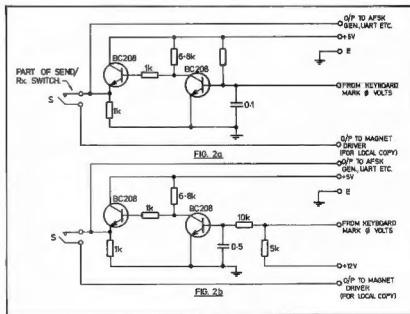 O/P TO AFSK
GEN, UART ETC.
+5V
E
PART OF SEND/
Rx. SWITCH.
BC208
1k
6·8k
BC208
S
1k
0·1
FROM KEYBOARD
MARK Ø VOLTS
O/P TO MAGNET
DRIVER
(FOR LOCAL COPY)
FIG. 2a
O/P TO AFSK
GEN, UART ETC.
+5V
E
BC208
1k
6·8k
BC208
10k
FROM KEYBOARD
MARK Ø VOLTS
S
1k
0·5
5k
+12V
O/P TO MAGNET
DRIVER
(FOR LOCAL COPY)
FIG. 2b